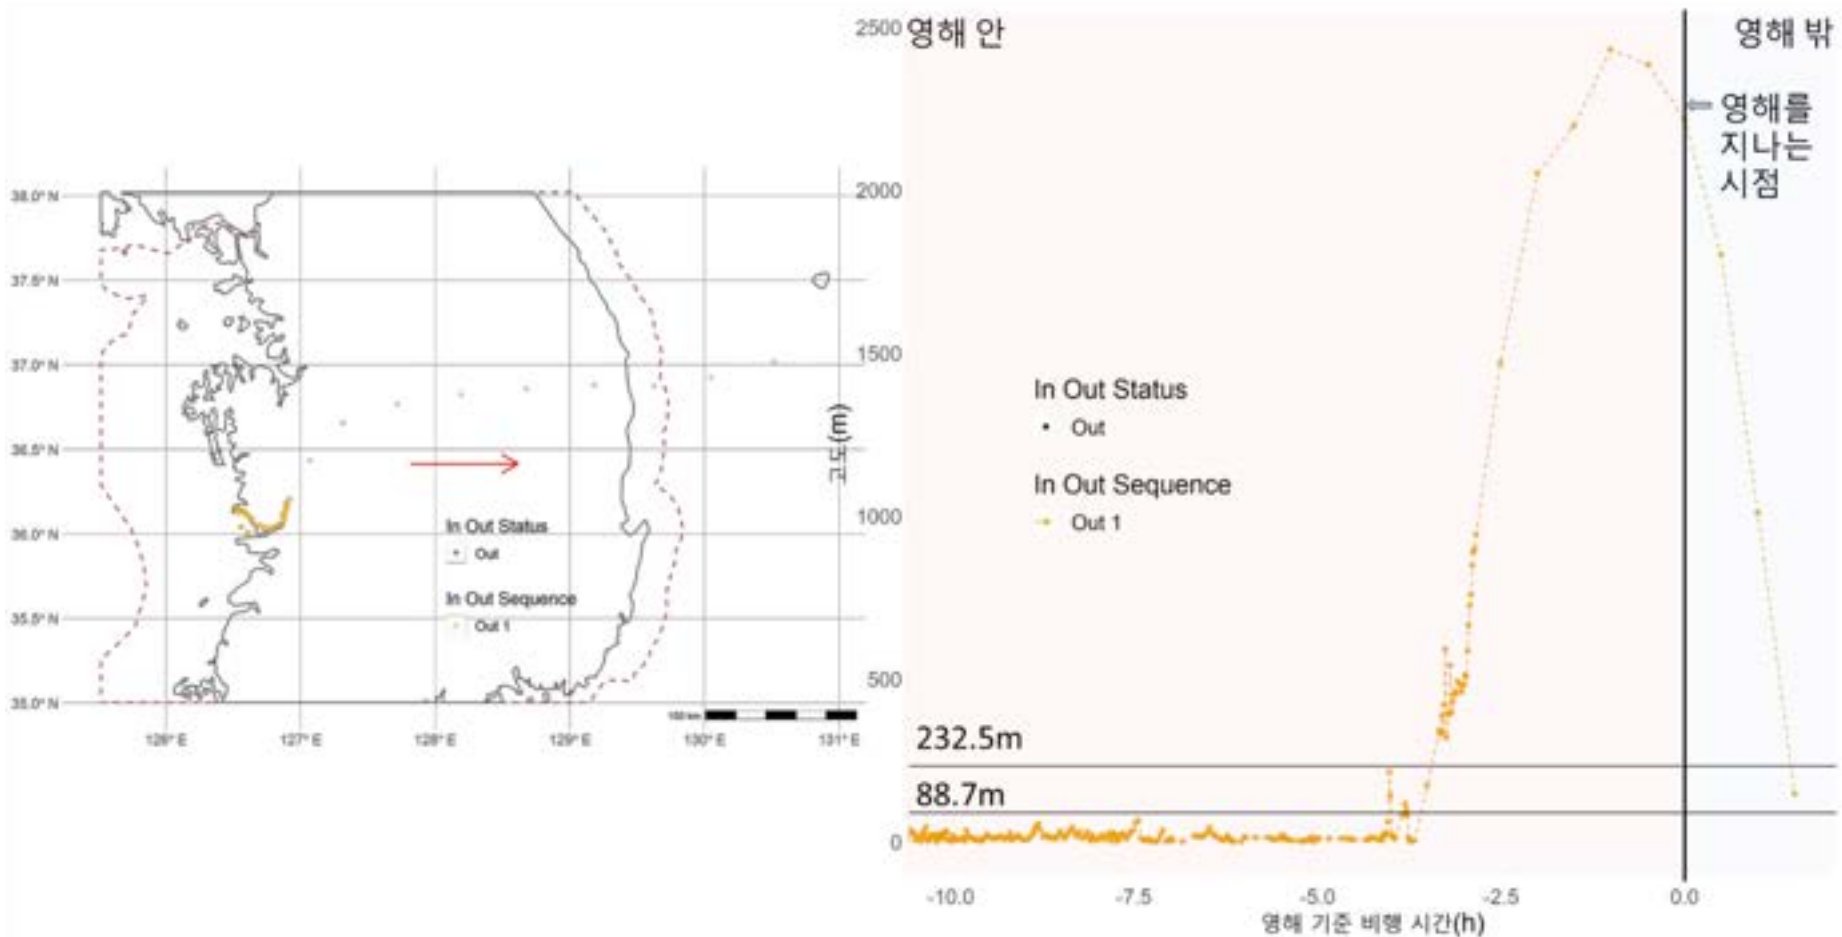 38.0° N
37.5° N
37.0° N
36.5° N
36.0° N
35.5° N
35.0° N
126° E
127° E
128° E
129° E
130° E
131° E
In Out Status
Out
In Out Sequence
Out 1
고도(m)
2500
2000
1500
1000
500
0
영해 안
영해 밖
영해를
지나는
시점
In Out Status
Out
In Out Sequence
Out 1
232.5m
88.7m
-10.0
-7.5
-5.0
-2.5
0.0
영해 기준 비행 시간(h)